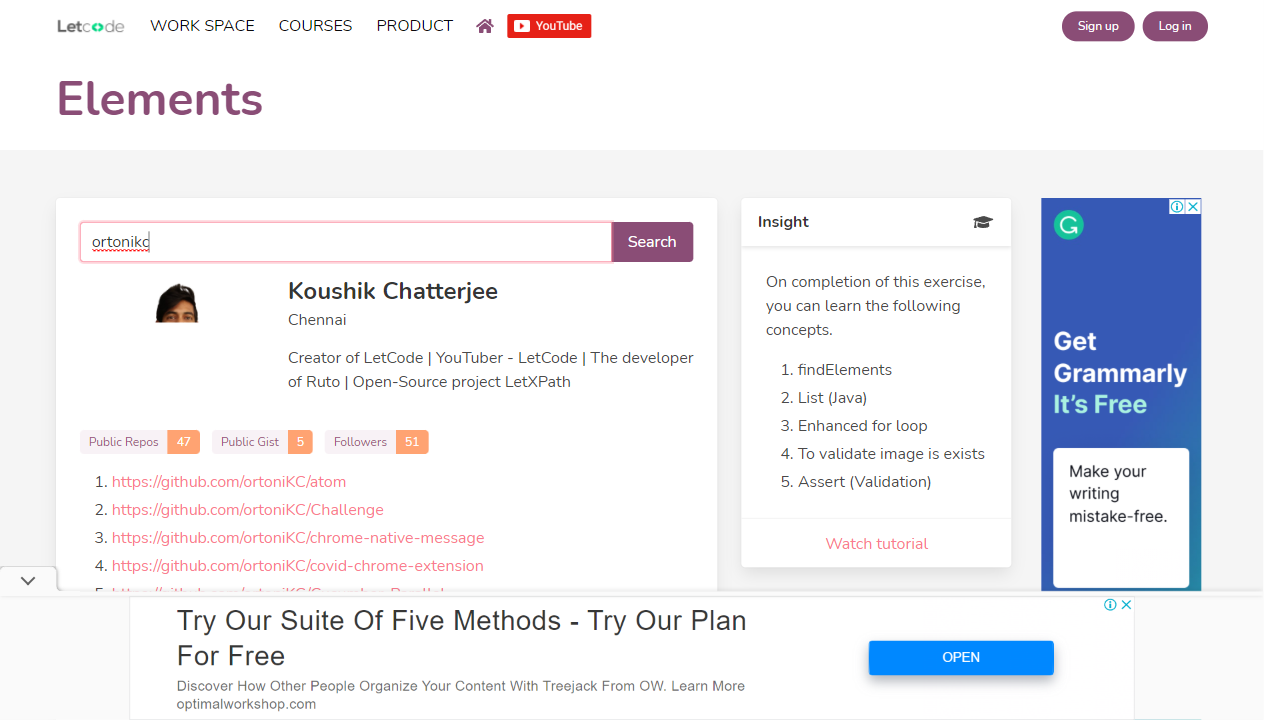 Letcode WORK SPACE COURSES PRODUCT YouTube Sign up Log in
Elements
ortonikc Search
Koushik Chatterjee
Chennai
Creator of LetCode | YouTuber - LetCode | The developer
of Ruto | Open-Source project LetXPath
Public Repos 47 Public Gist 5 Followers 51
1. https://github.com/ortoniKC/atom
2. https://github.com/ortoniKC/Challenge
3. https://github.com/ortoniKC/chrome-native-message
4. https://github.com/ortoniKC/covid-chrome-extension
Insight
On completion of this exercise,
you can learn the following
concepts.
1. findElements
2. List (Java)
3. Enhanced for loop
4. To validate image is exists
5. Assert (Validation)
Watch tutorial
Get
Grammarly
It's Free
Make your
writing
mistake-free.
Try Our Suite Of Five Methods - Try Our Plan
For Free
Discover How Other People Organize Your Content With Treejack From OW. Learn More
optimalworkshop.com
OPEN